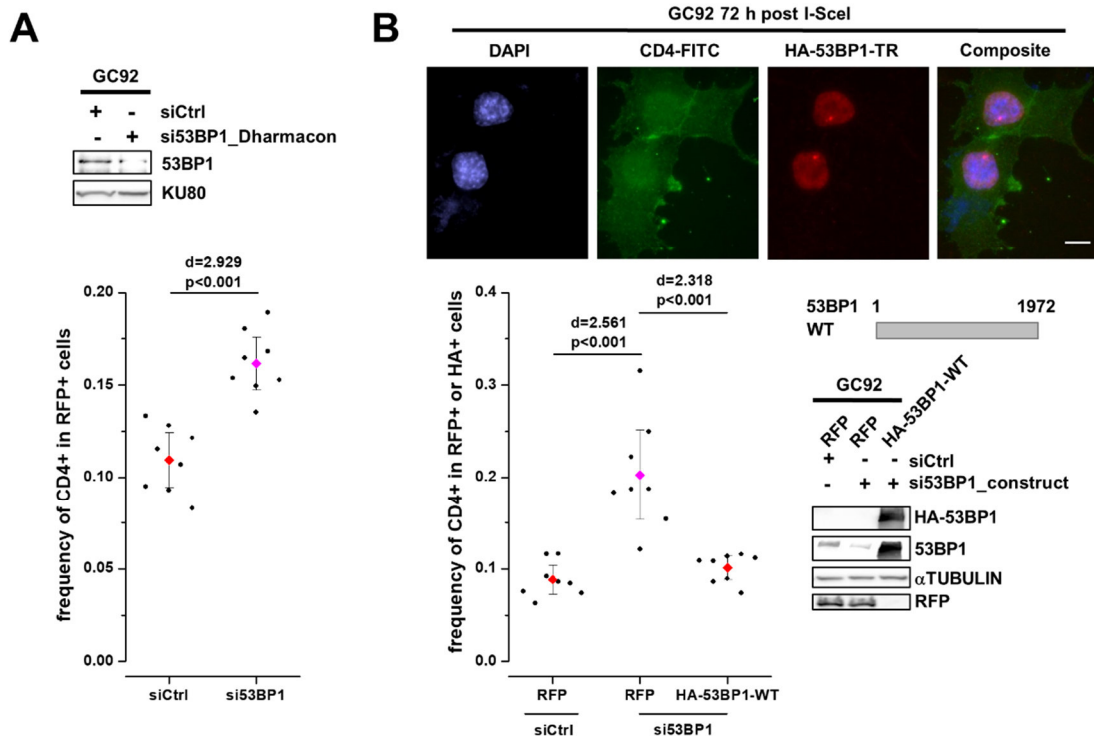 A
GC92
+ - siCtrl
- + si53BP1_Dharmacon
53BP1
KU80
d=2.929
p<0.001
frequency of CD4+ in RFP+ cells
0.20
0.15
0.10
0.05
0.00
siCtrl si53BP1
B
GC92 72 h post I-SceI
DAPI CD4-FITC HA-53BP1-TR Composite
d=2.318
p<0.001
d=2.561
p<0.001
frequency of CD4+ in RFP+ or HA+ cells
0.4
0.3
0.2
0.1
0.0
RFP RFP HA-53BP1-WT
siCtrl si53BP1
53BP1 1 1972
WT
GC92
RFP RFP HA-53BP1-WT
+ - - siCtrl
- + + si53BP1_construct
HA-53BP1
53BP1
αTUBULIN
RFP